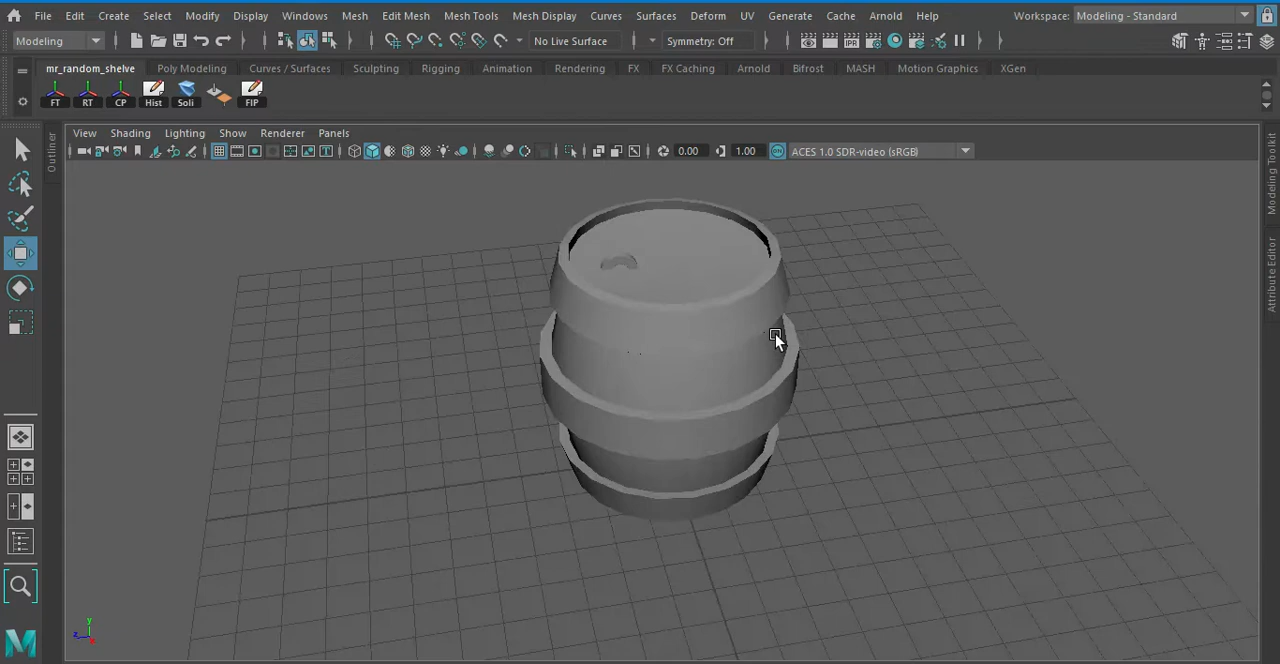 File Edit Create Select Modify Display Windows Mesh Edit Mesh Mesh Tools Mesh Display Curves Surfaces Deform UV Generate Cache Arnold Help Workspace: Modeling - Standard
Modeling No Live Surface Symmetry: Off
mr_random_shelve Poly Modeling Curves / Surfaces Sculpting Rigging Animation Rendering FX FX Caching Arnold Bifrost MASH Motion Graphics XGen
FT RT CP Hist Soli FIP
View Shading Lighting Show Renderer Panels
0.00 1.00 ON ACES 1.0 SDR-video (sRGB)
Outliner
Modeling Toolkit
Attribute Editor
IPR
y
z
x
M